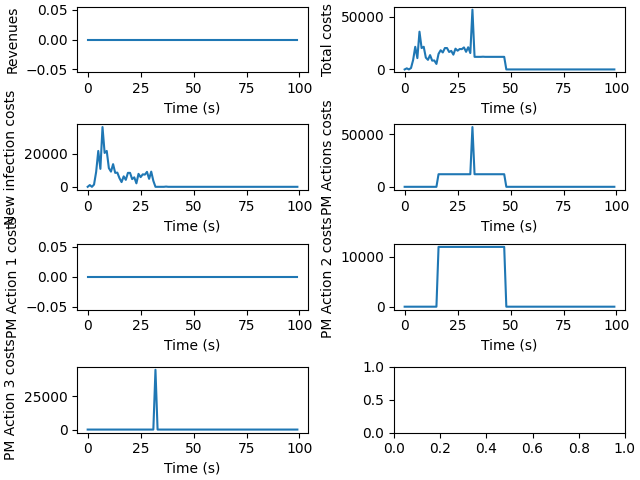 Revenues
0.05
0.00
−0.05
0 25 50 75 100
Time (s)
Total costs
50000
0
0 25 50 75 100
Time (s)
New infection costs
20000
0
0 25 50 75 100
Time (s)
PM Actions costs
50000
0
0 25 50 75 100
Time (s)
PM Action 1 costs
0.05
0.00
−0.05
0 25 50 75 100
Time (s)
PM Action 2 costs
10000
0
0 25 50 75 100
Time (s)
PM Action 3 costs
25000
0
0 25 50 75 100
Time (s)
1.0
0.5
0.0
0.0 0.2 0.4 0.6 0.8 1.0